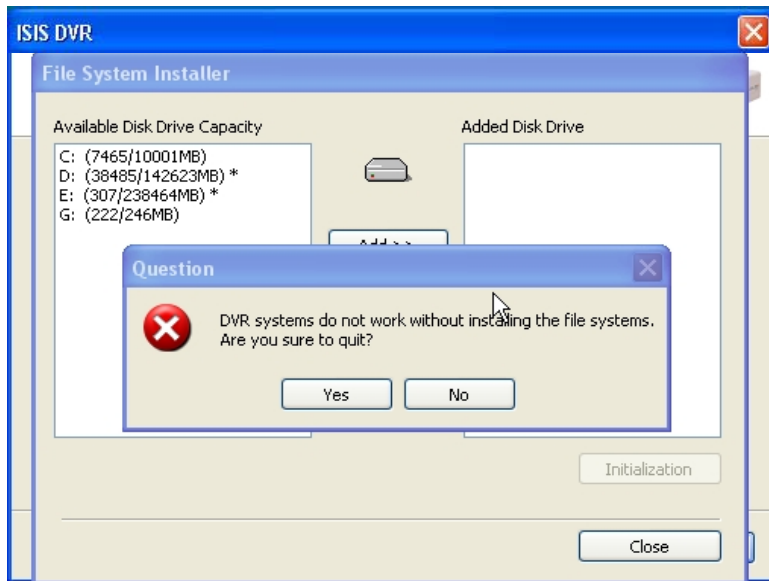 ISIS DVR
File System Installer
Available Disk Drive Capacity
Added Disk Drive
C: (7465/10001MB)
D: (38485/142623MB) *
E: (307/238464MB) *
G: (222/246MB)
Add >>
Question
DVR systems do not work without installing the file systems.
Are you sure to quit?
Yes
No
Initialization
Close